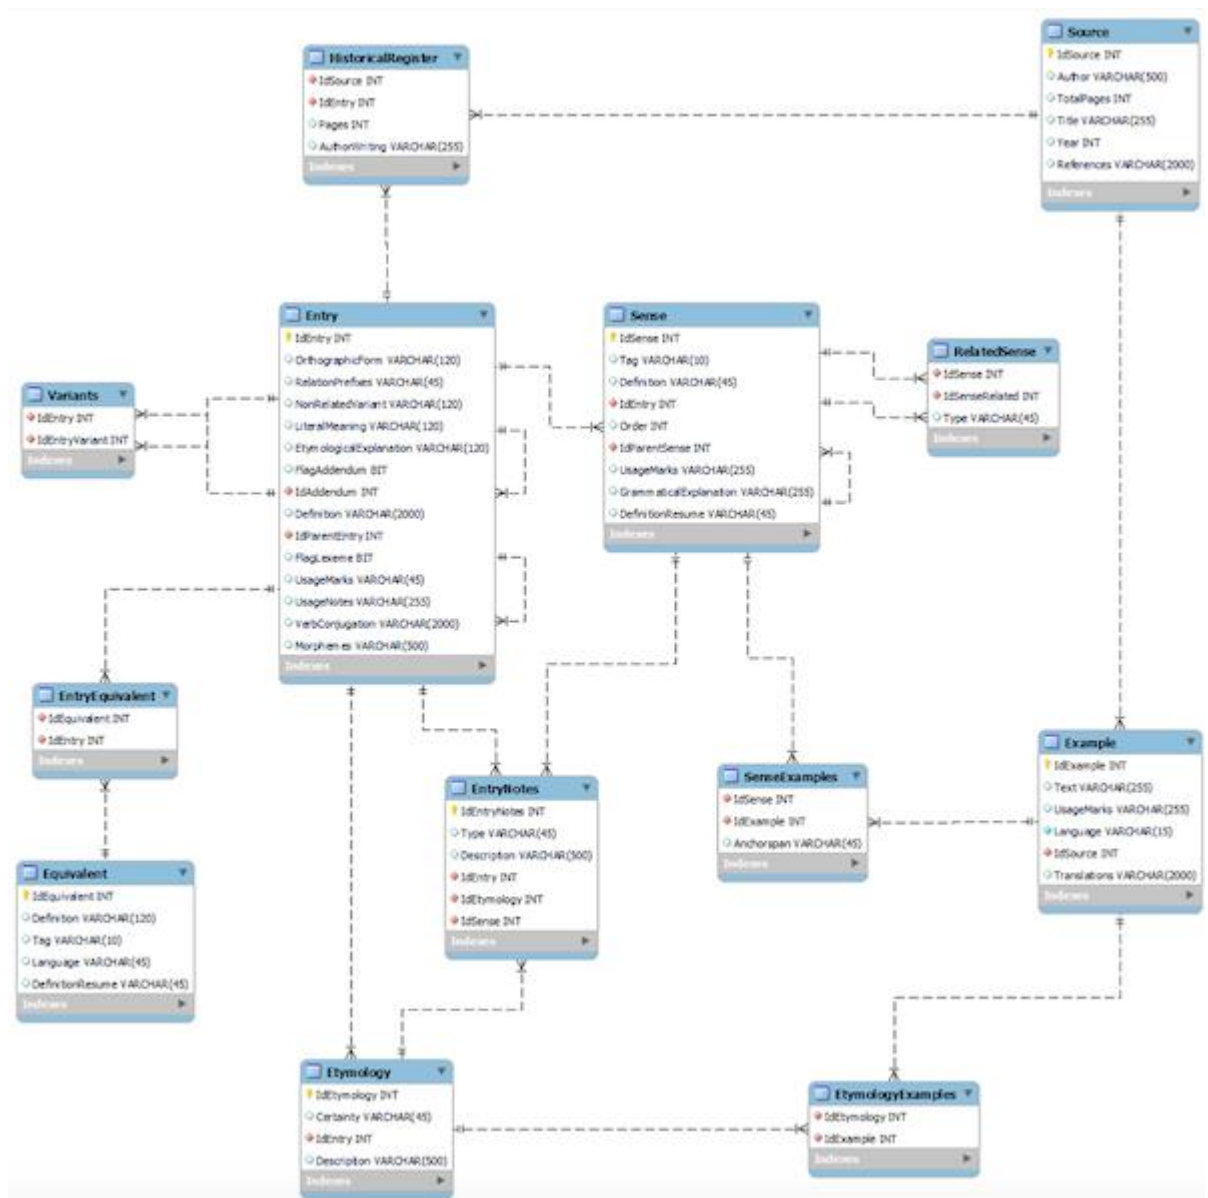 HistoricalRegister
IdSource INT
IdEntry INT
Pages INT
AuthorWriting VARCHAR(255)
Indexes
Source
IdSource INT
Author VARCHAR(500)
TotalPages INT
Title VARCHAR(255)
Year INT
References VARCHAR(2000)
Indexes
Entry
IdEntry INT
OrthographicForm VARCHAR(120)
RelationPrefixes VARCHAR(45)
NonRelatedVariant VARCHAR(120)
LiteralMeaning VARCHAR(120)
EtymologicalExplanation VARCHAR(120)
FlagAddendum BIT
IdAddendum INT
Definition VARCHAR(2000)
IdParentEntry INT
FlagLexeme BIT
UsageMarks VARCHAR(45)
UsageNotes VARCHAR(255)
VerbConjugation VARCHAR(2000)
Morphemes VARCHAR(500)
Indexes
Sense
IdSense INT
Tag VARCHAR(10)
Definition VARCHAR(45)
IdEntry INT
Order INT
IdParentSense INT
UsageMarks VARCHAR(255)
GrammaticalExplanation VARCHAR(255)
DefinitionResume VARCHAR(45)
Indexes
RelatedSense
IdSense INT
IdSenseRelated INT
Type VARCHAR(45)
Indexes
Variants
IdEntry INT
IdEntryVariant INT
Indexes
EntryEquivalent
IdEquivalent INT
IdEntry INT
Indexes
Equivalent
IdEquivalent INT
Definition VARCHAR(120)
Tag VARCHAR(10)
Language VARCHAR(45)
DefinitionResume VARCHAR(45)
Indexes
EntryNotes
IdEntryNotes INT
Type VARCHAR(45)
Description VARCHAR(500)
IdEntry INT
IdEtymology INT
IdSense INT
Indexes
SenseExamples
IdSense INT
IdExample INT
Anchorspan VARCHAR(45)
Indexes
Example
IdExample INT
Text VARCHAR(255)
UsageMarks VARCHAR(255)
Language VARCHAR(15)
IdSource INT
Translations VARCHAR(2000)
Indexes
Etymology
IdEtymology INT
Certainty VARCHAR(45)
IdEntry INT
Description VARCHAR(500)
Indexes
EtymologyExamples
IdEtymology INT
IdExample INT
Indexes